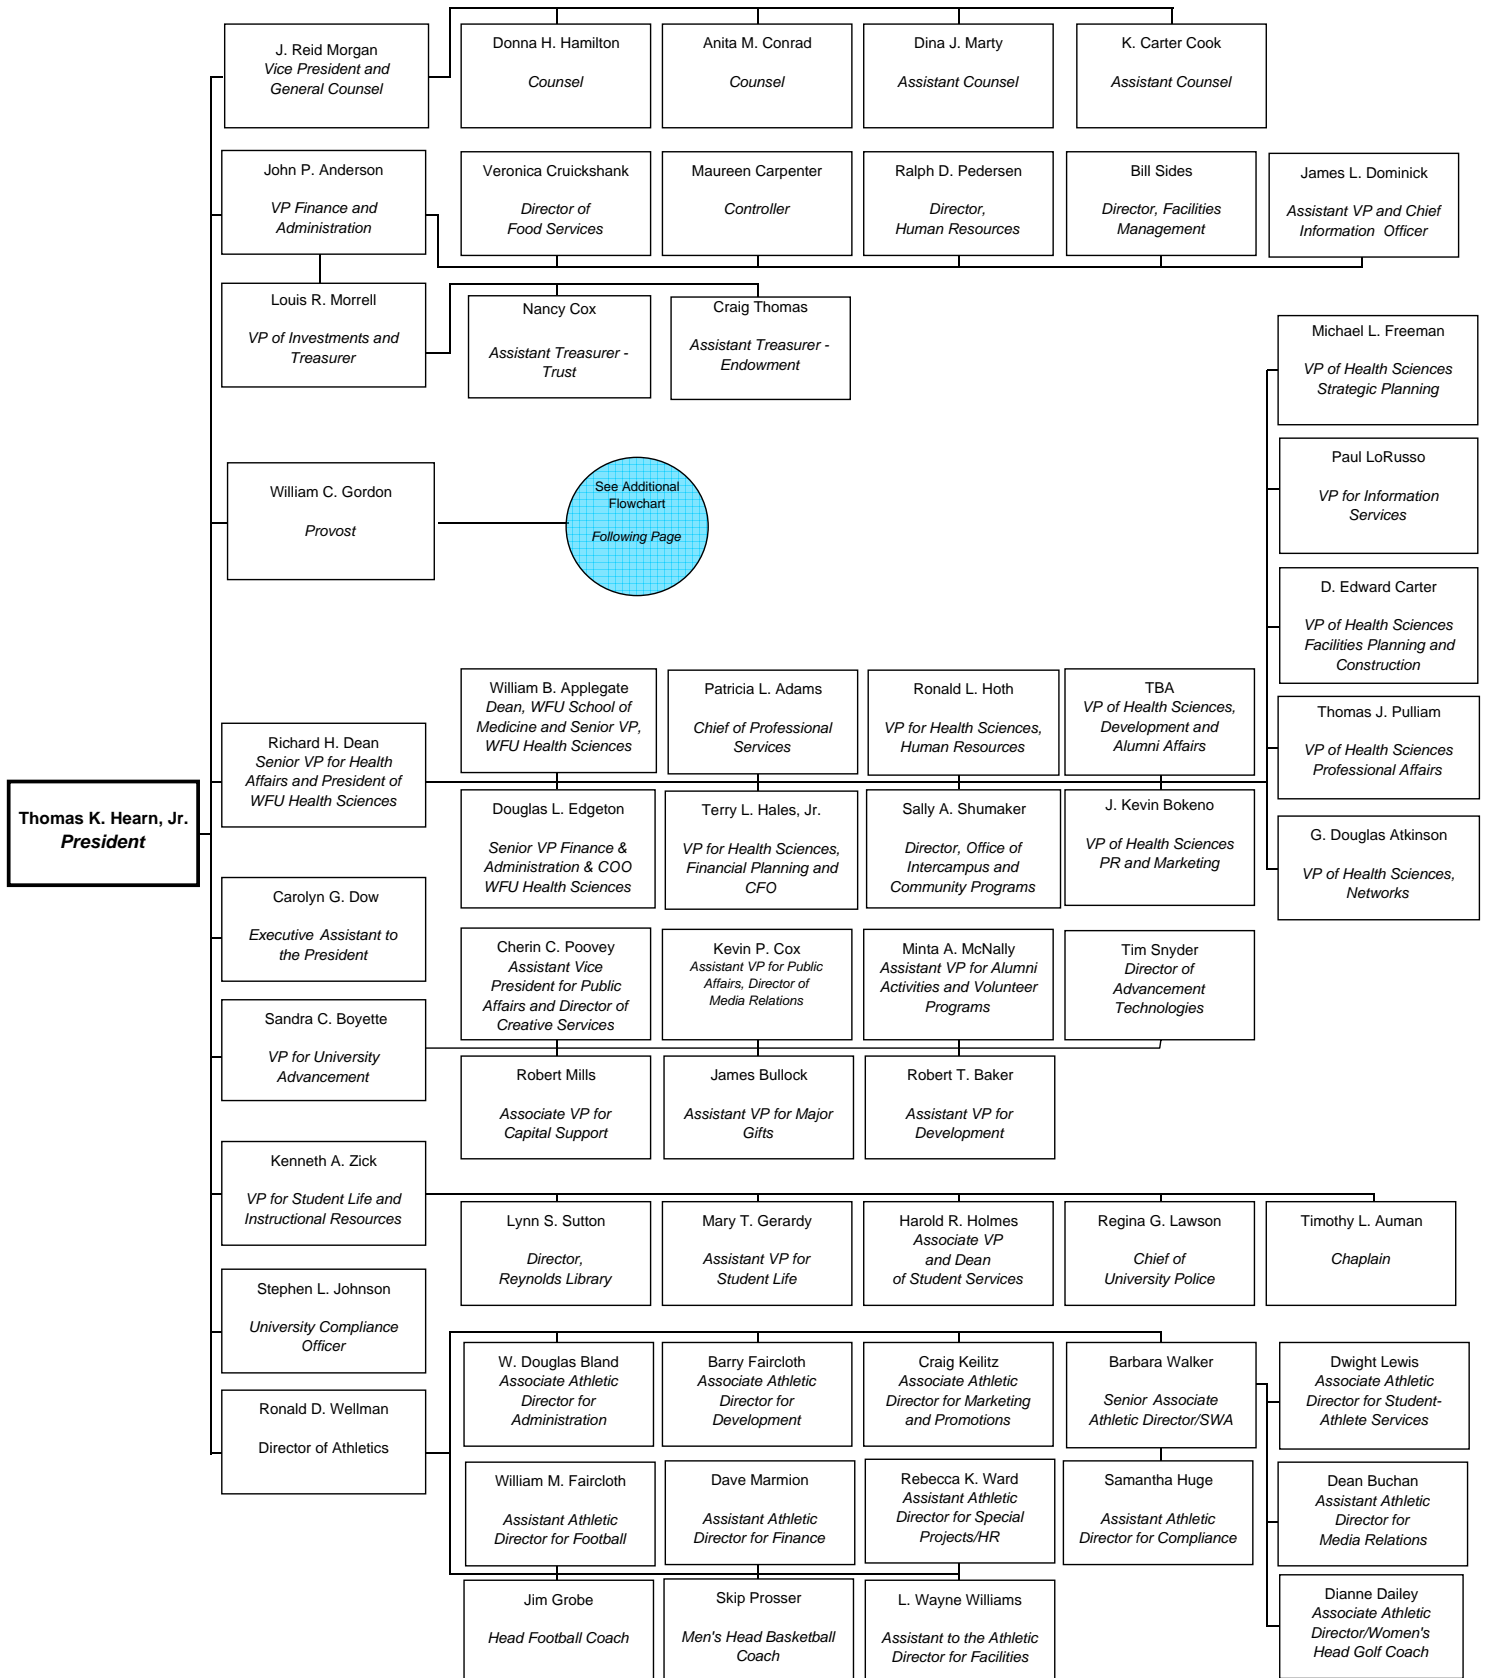 J. Reid Morgan
Vice President and
General Counsel
Donna H. Hamilton
Counsel
Anita M. Conrad
Counsel
Dina J. Marty
Assistant Counsel
K. Carter Cook
Assistant Counsel
John P. Anderson
VP Finance and
Administration
Veronica Cruickshank
Director of
Food Services
Maureen Carpenter
Controller
Ralph D. Pedersen
Director,
Human Resources
Bill Sides
Director, Facilities
Management
James L. Dominick
Assistant VP and Chief
Information Officer
Louis R. Morrell
VP of Investments and
Treasurer
Nancy Cox
Assistant Treasurer -
Trust
Craig Thomas
Assistant Treasurer -
Endowment
William C. Gordon
Provost
See Additional
Flowchart
Following Page
Michael L. Freeman
VP of Health Sciences
Strategic Planning
Paul LoRusso
VP for Information
Services
D. Edward Carter
VP of Health Sciences
Facilities Planning and
Construction
Thomas J. Pulliam
VP of Health Sciences
Professional Affairs
G. Douglas Atkinson
VP of Health Sciences,
Networks
Thomas K. Hearn, Jr.
President
Richard H. Dean
Senior VP for Health
Affairs and President of
WFU Health Sciences
William B. Applegate
Dean, WFU School of
Medicine and Senior VP,
WFU Health Sciences
Patricia L. Adams
Chief of Professional
Services
Ronald L. Hoth
VP for Health Sciences,
Human Resources
TBA
VP of Health Sciences,
Development and
Alumni Affairs
Douglas L. Edgeton
Senior VP Finance &
Administration & COO
WFU Health Sciences
Terry L. Hales, Jr.
VP for Health Sciences,
Financial Planning and
CFO
Sally A. Shumaker
Director, Office of
Intercampus and
Community Programs
J. Kevin Bokeno
VP of Health Sciences
PR and Marketing
Carolyn G. Dow
Executive Assistant to
the President
Sandra C. Boyette
VP for University
Advancement
Cherin C. Poovey
Assistant Vice
President for Public
Affairs and Director of
Creative Services
Kevin P. Cox
Assistant VP for Public
Affairs, Director of
Media Relations
Minta A. McNally
Assistant VP for Alumni
Activities and Volunteer
Programs
Tim Snyder
Director of
Advancement
Technologies
Robert Mills
Associate VP for
Capital Support
James Bullock
Assistant VP for Major
Gifts
Robert T. Baker
Assistant VP for
Development
Kenneth A. Zick
VP for Student Life and
Instructional Resources
Lynn S. Sutton
Director,
Reynolds Library
Mary T. Gerardy
Assistant VP for
Student Life
Harold R. Holmes
Associate VP
and Dean
of Student Services
Regina G. Lawson
Chief of
University Police
Timothy L. Auman
Chaplain
Stephen L. Johnson
University Compliance
Officer
Ronald D. Wellman
Director of Athletics
W. Douglas Bland
Associate Athletic
Director for
Administration
Barry Faircloth
Associate Athletic
Director for
Development
Craig Keilitz
Associate Athletic
Director for Marketing
and Promotions
Barbara Walker
Senior Associate
Athletic Director/SWA
Dwight Lewis
Associate Athletic
Director for Student-
Athlete Services
William M. Faircloth
Assistant Athletic
Director for Football
Dave Marmion
Assistant Athletic
Director for Finance
Rebecca K. Ward
Assistant Athletic
Director for Special
Projects/HR
Samantha Huge
Assistant Athletic
Director for Compliance
Dean Buchan
Assistant Athletic
Director for
Media Relations
Jim Grobe
Head Football Coach
Skip Prosser
Men's Head Basketball
Coach
L. Wayne Williams
Assistant to the Athletic
Director for Facilities
Dianne Dailey
Associate Athletic
Director/Women's
Head Golf Coach